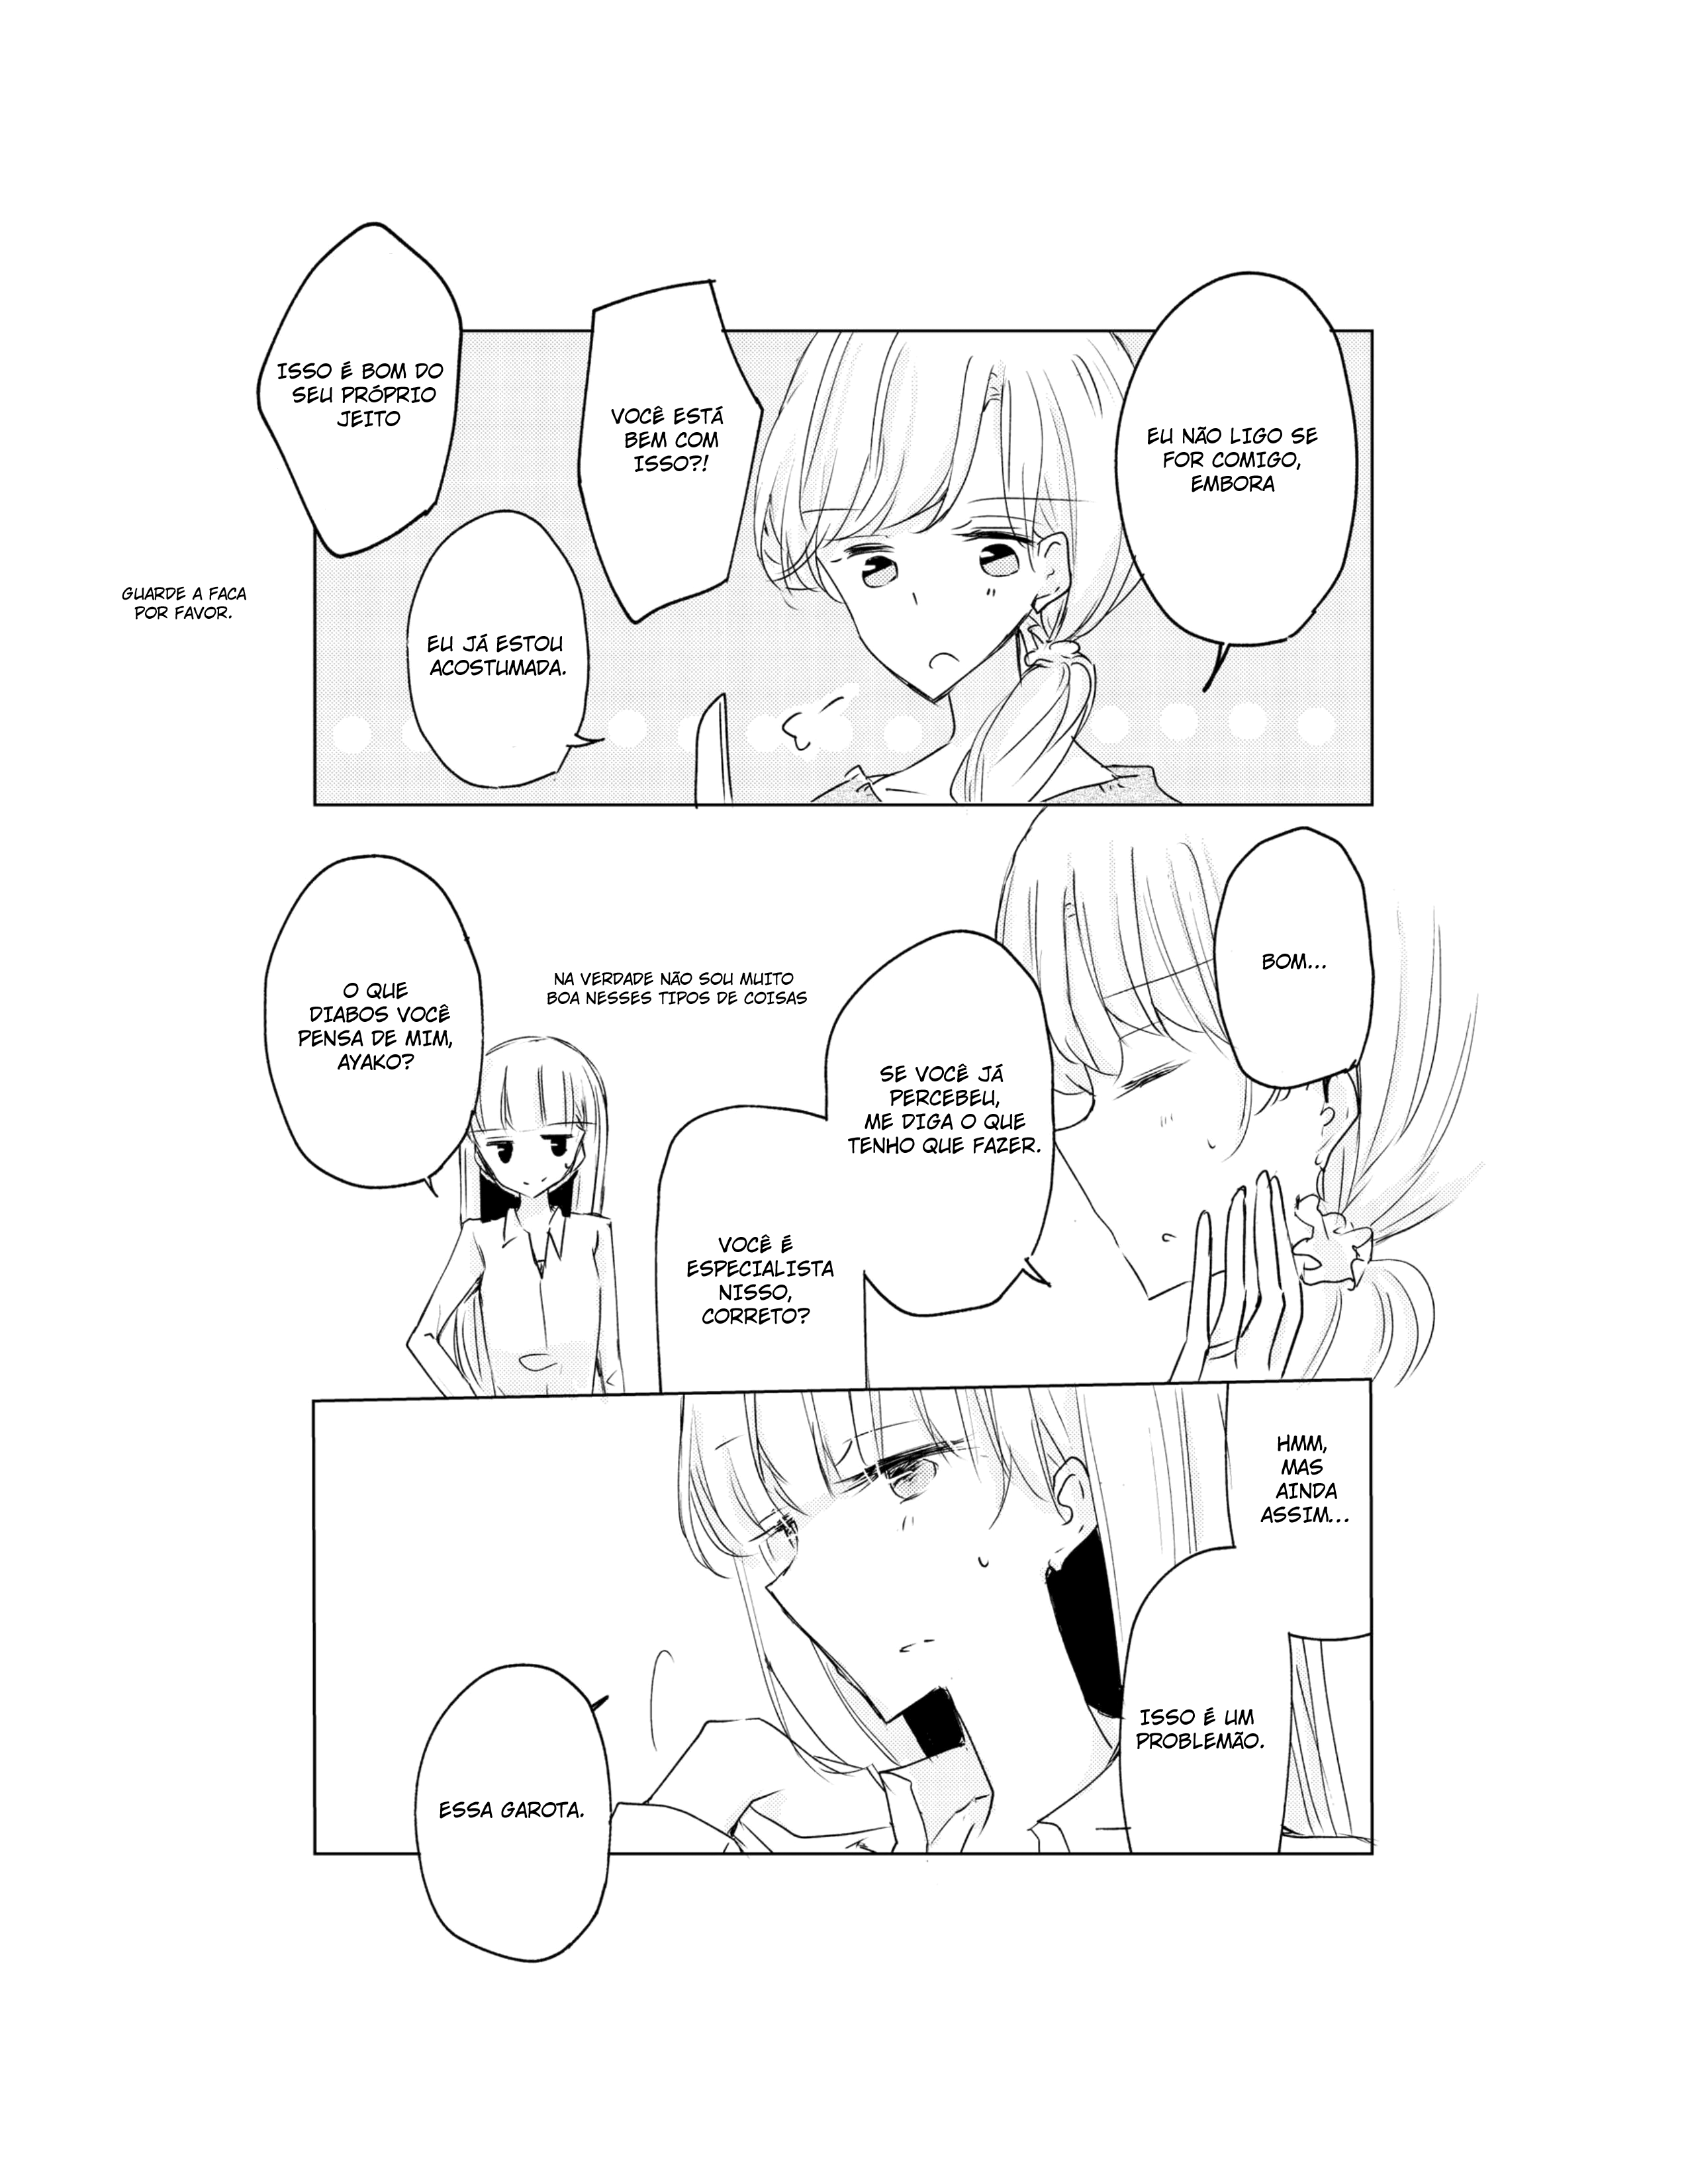 EU NÃO LIGO SE
FOR COMIGO,
EMBORA
VOCÊ ESTÁ
BEM COM
ISSO?!
EU JÁ ESTOU
ACOSTUMADA.
ISSO É BOM DO
SEU PRÓPRIO
JEITO
GUARDE A FACA
POR FAVOR.
BOM...
SE VOCÊ JÁ
PERCEBEU,
ME DIGA O QUE
TENHO QUE FAZER.
VOCÊ É
ESPECIALISTA
NISSO,
CORRETO?
NA VERDADE NÃO SOU MUITO
BOA NESSES TIPOS DE COISAS
O QUE
DIABOS VOCÊ
PENSA DE MIM,
AYAKO?
HMM,
MAS
AINDA
ASSIM...
ISSO É UM
PROBLEMÃO.
ESSA GAROTA.